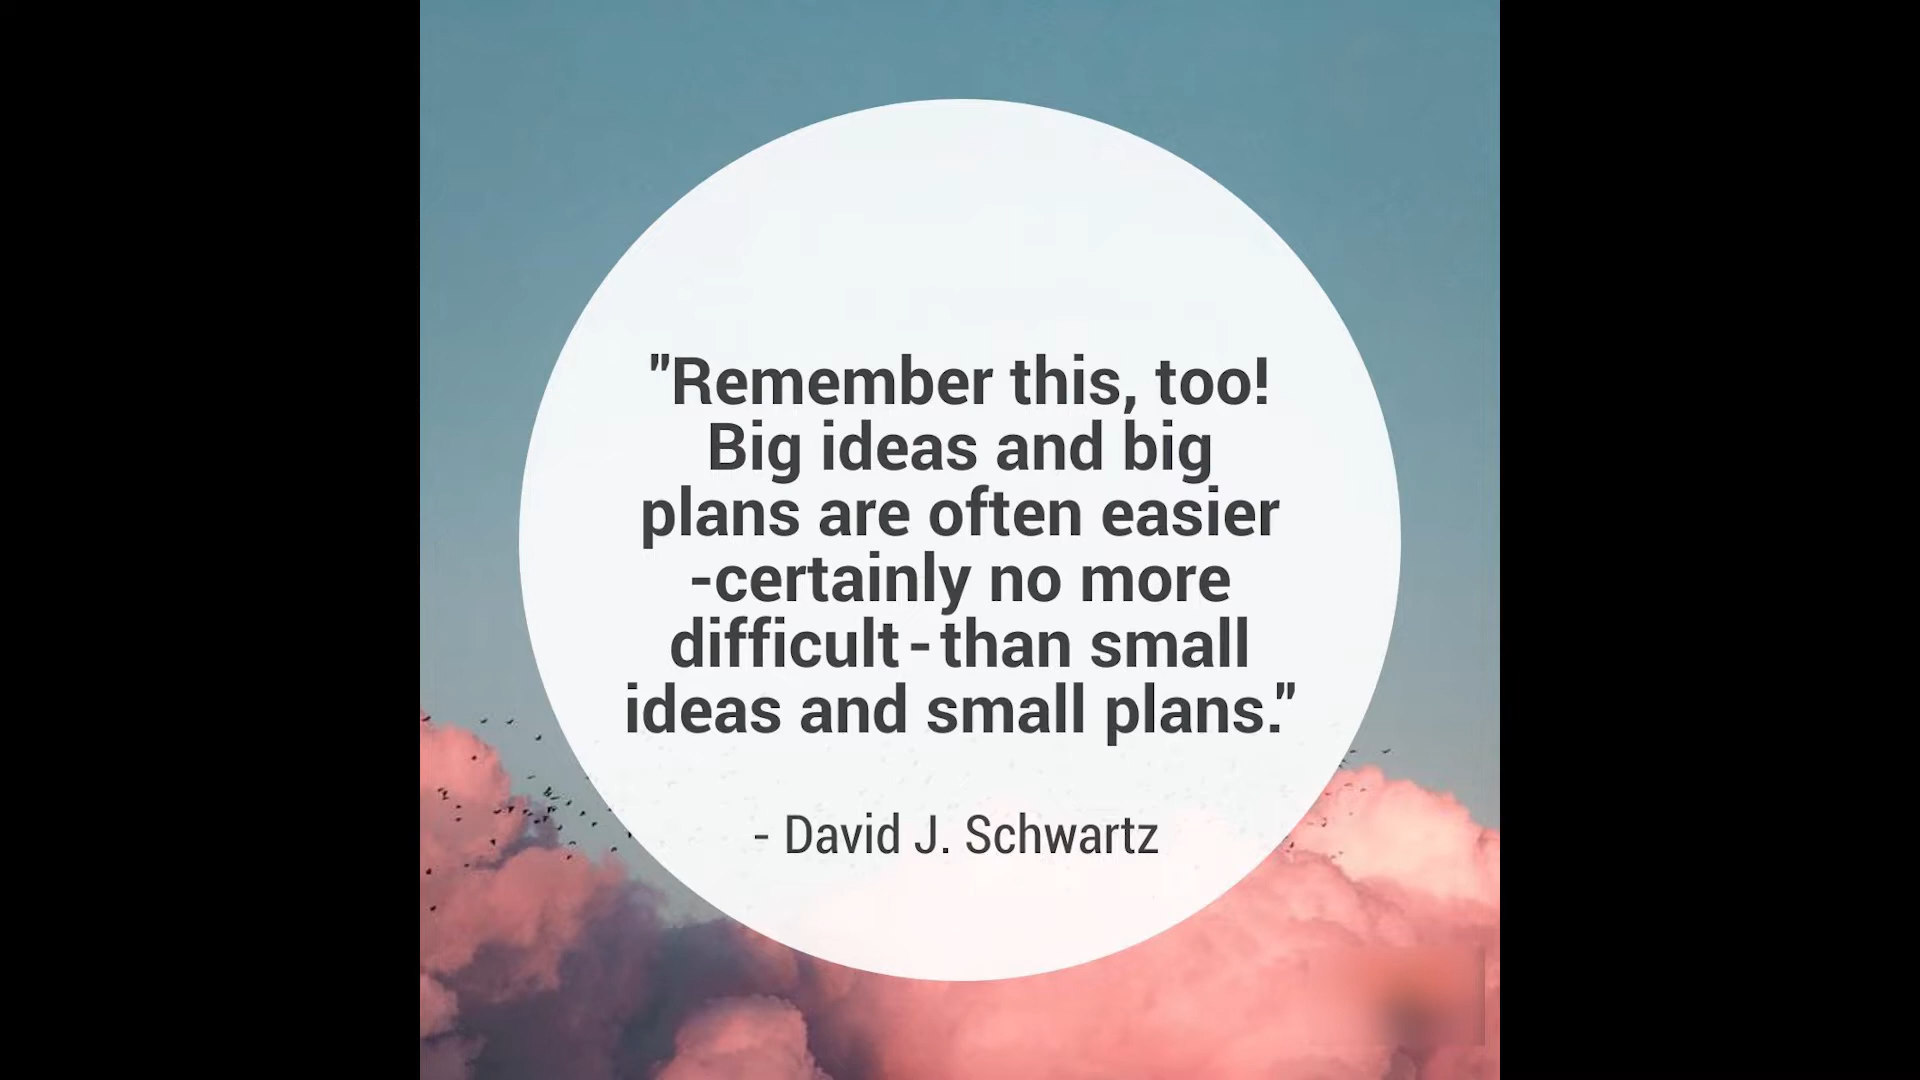 "Remember this, too!
Big ideas and big
plans are often easier
-certainly no more
difficult-than small
ideas and small plans."
- David J. Schwartz